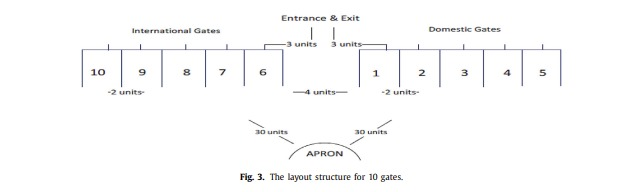 Entrance & Exit
International Gates
Domestic Gates
3 units
3 units
10 9 8 7 6
1 2 3 4 5
-2 units-
4 units
-2 units-
30 units
30 units
APRON
Fig. 3. The layout structure for 10 gates.